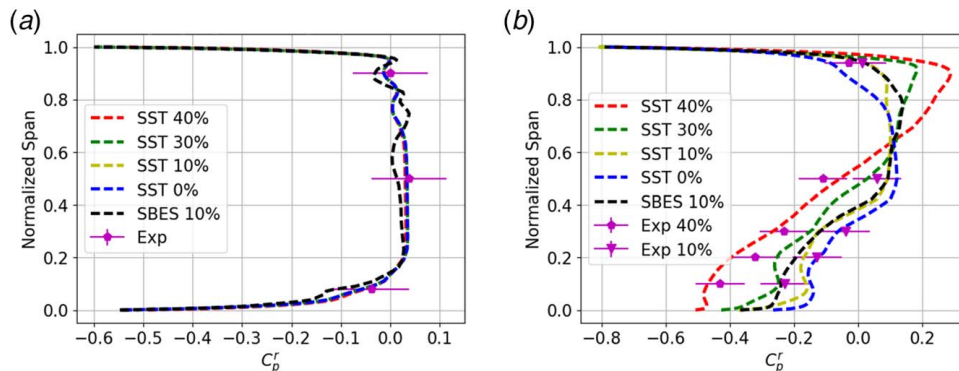 (a)
Normalized Span
1.0
0.8
0.6
0.4
0.2
0.0
SST 40%
SST 30%
SST 10%
SST 0%
SBES 10%
Exp
−0.6 −0.5 −0.4 −0.3 −0.2 −0.1 0.0 0.1
C_p^r
(b)
Normalized Span
1.0
0.8
0.6
0.4
0.2
0.0
SST 40%
SST 30%
SST 10%
SST 0%
SBES 10%
Exp 40%
Exp 10%
−0.8 −0.6 −0.4 −0.2 0.0 0.2
C_p^r